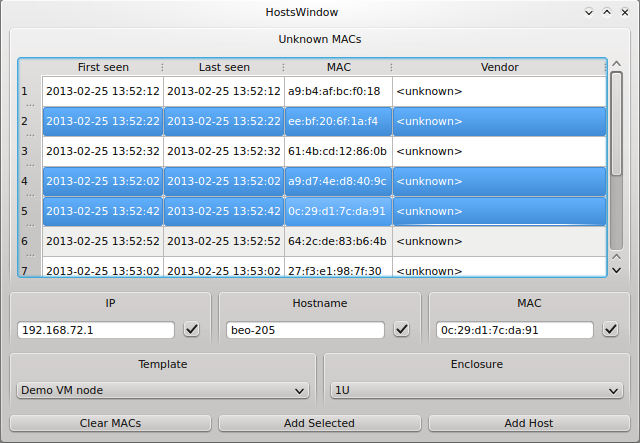 HostsWindow
Unknown MACs
First seen Last seen MAC Vendor
1 2013-02-25 13:52:12 2013-02-25 13:52:12 a9:b4:af:bc:f0:18 <unknown>
...
2 2013-02-25 13:52:22 2013-02-25 13:52:22 ee:bf:20:6f:1a:f4 <unknown>
...
3 2013-02-25 13:52:32 2013-02-25 13:52:32 61:4b:cd:12:86:0b <unknown>
...
4 2013-02-25 13:52:02 2013-02-25 13:52:02 a9:d7:4e:d8:40:9c <unknown>
...
5 2013-02-25 13:52:42 2013-02-25 13:52:42 0c:29:d1:7c:da:91 <unknown>
...
6 2013-02-25 13:52:52 2013-02-25 13:52:52 64:2c:de:83:b6:4b <unknown>
...
7 2013-02-25 13:53:02 2013-02-25 13:53:02 27:f3:e1:98:7f:30 <unknown>
IP Hostname MAC
192.168.72.1 beo-205 0c:29:d1:7c:da:91
Template Enclosure
Demo VM node 1U
Clear MACs Add Selected Add Host